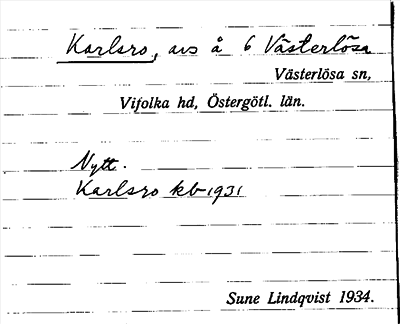 Karlsro, avs å 6 Västerlösa
Västerlösa sn,
Vifolka hd, Östergötl. län.
Nytt.
Karlsro kb 1931
Sune Lindqvist 1934.